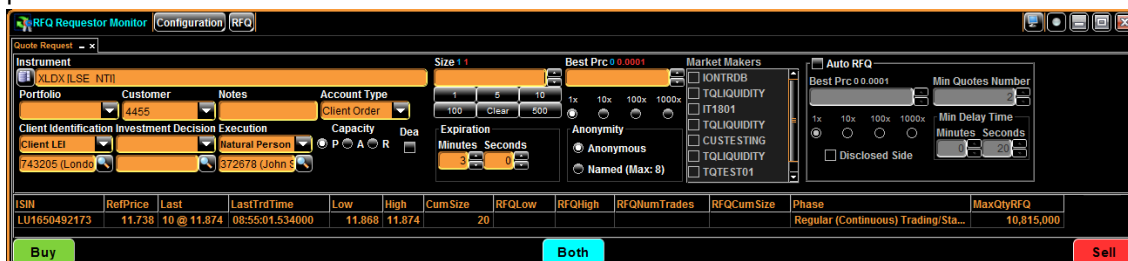 RFQ Requestor Monitor Configuration RFQ
Quote Request
Instrument Size 1 1 Best Prc 0 0.0001 Market Makers Auto RFQ
XLDX [LSE NTI] IONTRDB Best Prc 0 0.0001 Min Quotes Number
Portfolio Customer Notes Account Type 1 5 10 1x 10x 100x 1000x TQLIQUIDITY 2
4455 Client Order 100 Clear 500 IT1801 1x 10x 100x 1000x Min Delay Time
Client Identification Investment Decision Execution Capacity Dea Expiration Anonymity TQLIQUIDITY Minutes Seconds
Client LEI Natural Person P A R Minutes Seconds Anonymous CUSTESTING 0 20
743205 (Londo 372678 (John S 3 0 Named (Max: 8) TQLIQUIDITY Disclosed Side
TQTEST01
ISIN RefPrice Last LastTrdTime Low High CumSize RFQLow RFQHigh RFQNumTrades RFQCumSize Phase MaxQtyRFQ
LU1650492173 11.738 10 @ 11.874 08:55:01.534000 11.868 11.874 20 Regular (Continuous) Trading/Sta... 10,815,000
Buy Both Sell